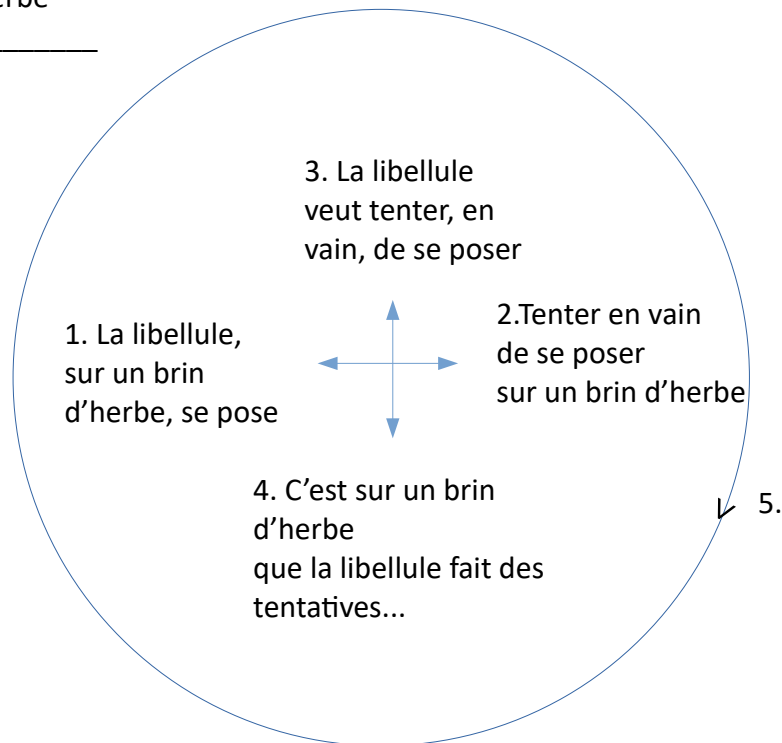 3. La libellule
veut tenter, en
vain, de se poser
1. La libellule,
sur un brin
d'herbe, se pose
2.Tenter en vain
de se poser
sur un brin d'herbe
4. C'est sur un brin
d'herbe
que la libellule fait des
tentatives...
5.